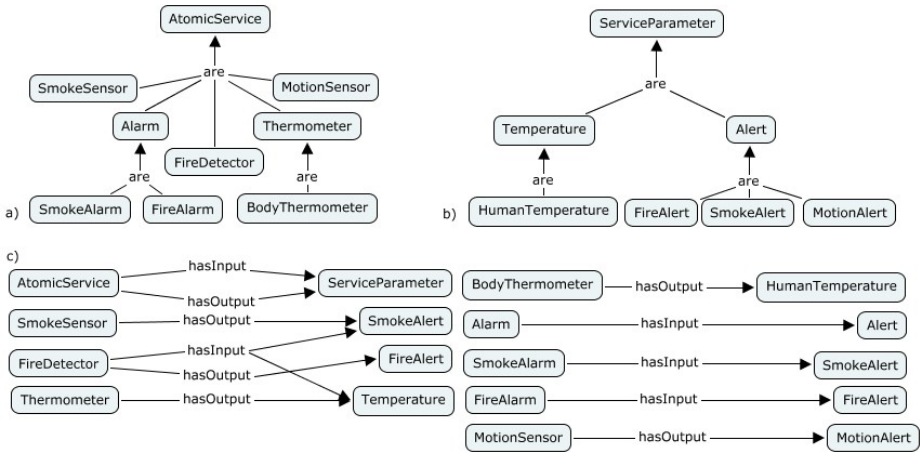 AtomicService
are
SmokeSensor
MotionSensor
Alarm
Thermometer
FireDetector
are
are
SmokeAlarm
FireAlarm
BodyThermometer
a)
ServiceParameter
are
Temperature
Alert
are
are
HumanTemperature
FireAlert
SmokeAlert
MotionAlert
b)
c)
AtomicService
hasInput
hasOutput
ServiceParameter
SmokeSensor
hasOutput
SmokeAlert
FireDetector
hasInput
hasOutput
FireAlert
Thermometer
hasOutput
Temperature
BodyThermometer
hasOutput
HumanTemperature
Alarm
hasInput
Alert
SmokeAlarm
hasInput
SmokeAlert
FireAlarm
hasInput
FireAlert
MotionSensor
hasOutput
MotionAlert